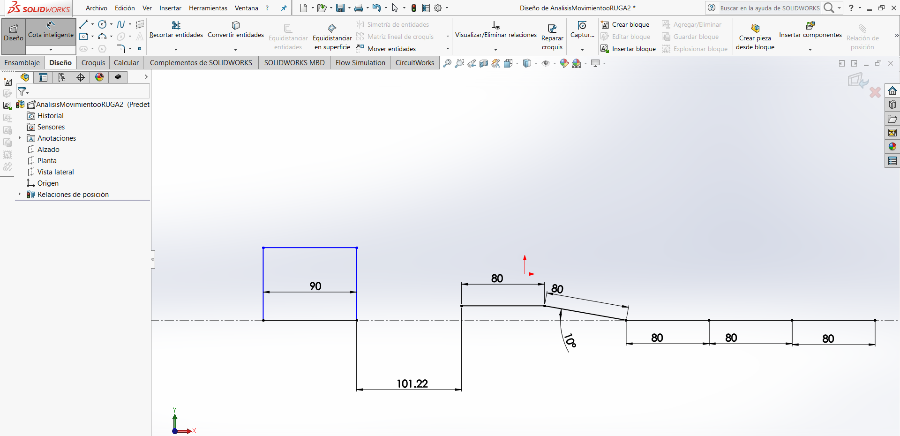 SOLIDWORKS
Archivo Edición Ver Insertar Herramientas Ventana ?
Diseño de AnalisisMovimientooRUGA2 *
Buscar en la ayuda de SOLIDWORKS
Diseño
Cota inteligente
Recortar entidades
Convertir entidades
Equidistanciar entidades
Equidistanciar en superficie
Simetría de entidades
Matriz lineal de croquis
Mover entidades
Visualizar/Eliminar relaciones
Reparar croquis
Captur...
Crear bloque
Editar bloque
Insertar bloque
Agregar/Eliminar
Guardar bloque
Explosionar bloque
Crear pieza desde bloque
Insertar componentes
Relación de posición
Ensamblaje Diseño Croquis Calcular Complementos de SOLIDWORKS SOLIDWORKS MBD Flow Simulation CircuitWorks
AnalisisMovimientooRUGA2 (Predet
Historial
Sensores
Anotaciones
Alzado
Planta
Vista lateral
Origen
Relaciones de posición
90
80
80
10°
80
80
80
101.22
Y
X